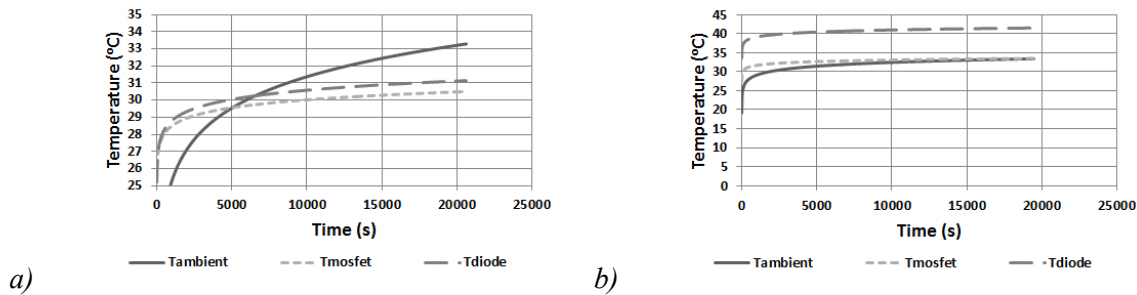 35
34
33
32
31
30
29
28
27
26
25
Temperature (ºC)
0 5000 10000 15000 20000 25000
Time (s)
Tambient Tmosfet Tdiode
a)
45
40
35
30
25
20
15
10
5
0
Temperature (ºC)
0 5000 10000 15000 20000 25000
Time (s)
Tambient Tmosfet Tdiode
b)